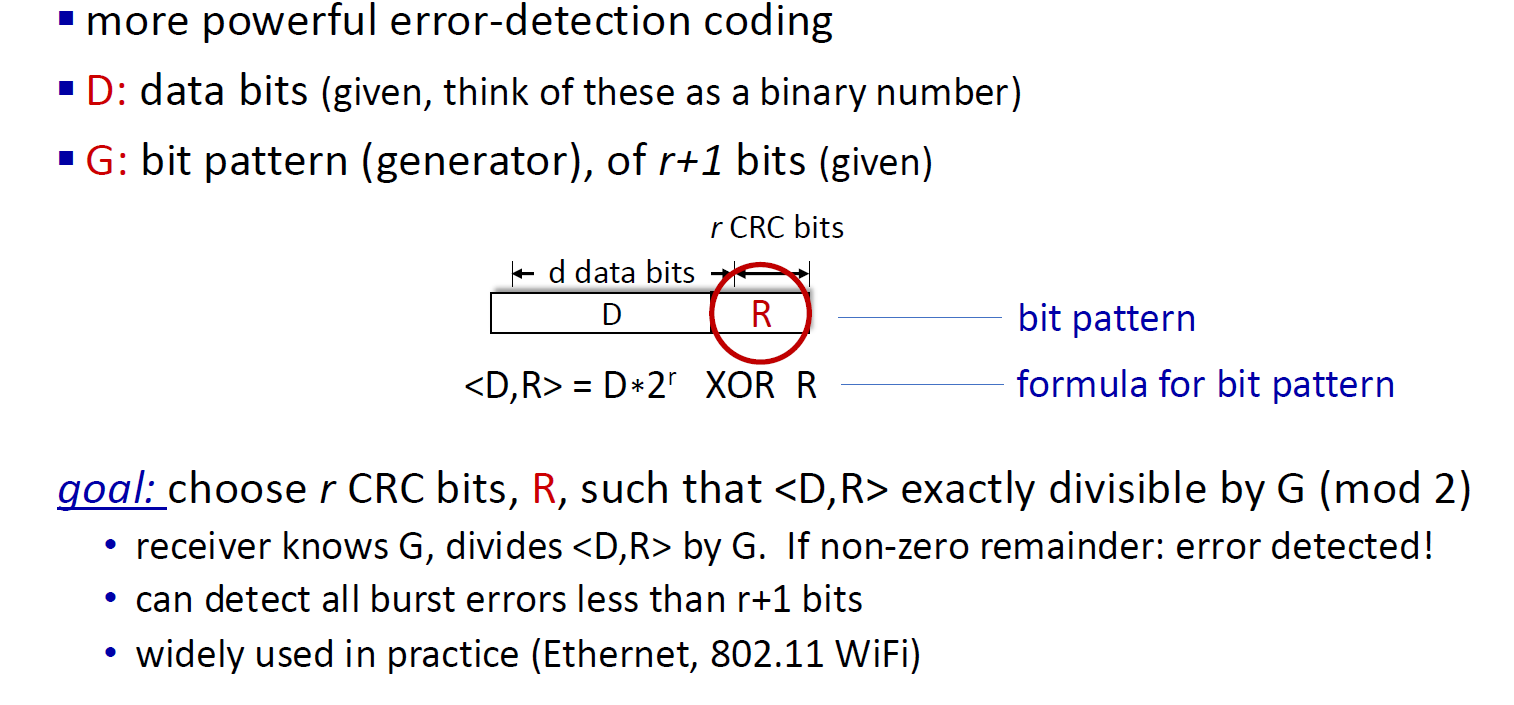 ▪ more powerful error-detection coding
▪ D: data bits (given, think of these as a binary number)
▪ G: bit pattern (generator), of r+1 bits (given)
r CRC bits
d data bits
D R bit pattern
<D,R> = D*2^r XOR R formula for bit pattern
goal: choose r CRC bits, R, such that <D,R> exactly divisible by G (mod 2)
• receiver knows G, divides <D,R> by G. If non-zero remainder: error detected!
• can detect all burst errors less than r+1 bits
• widely used in practice (Ethernet, 802.11 WiFi)